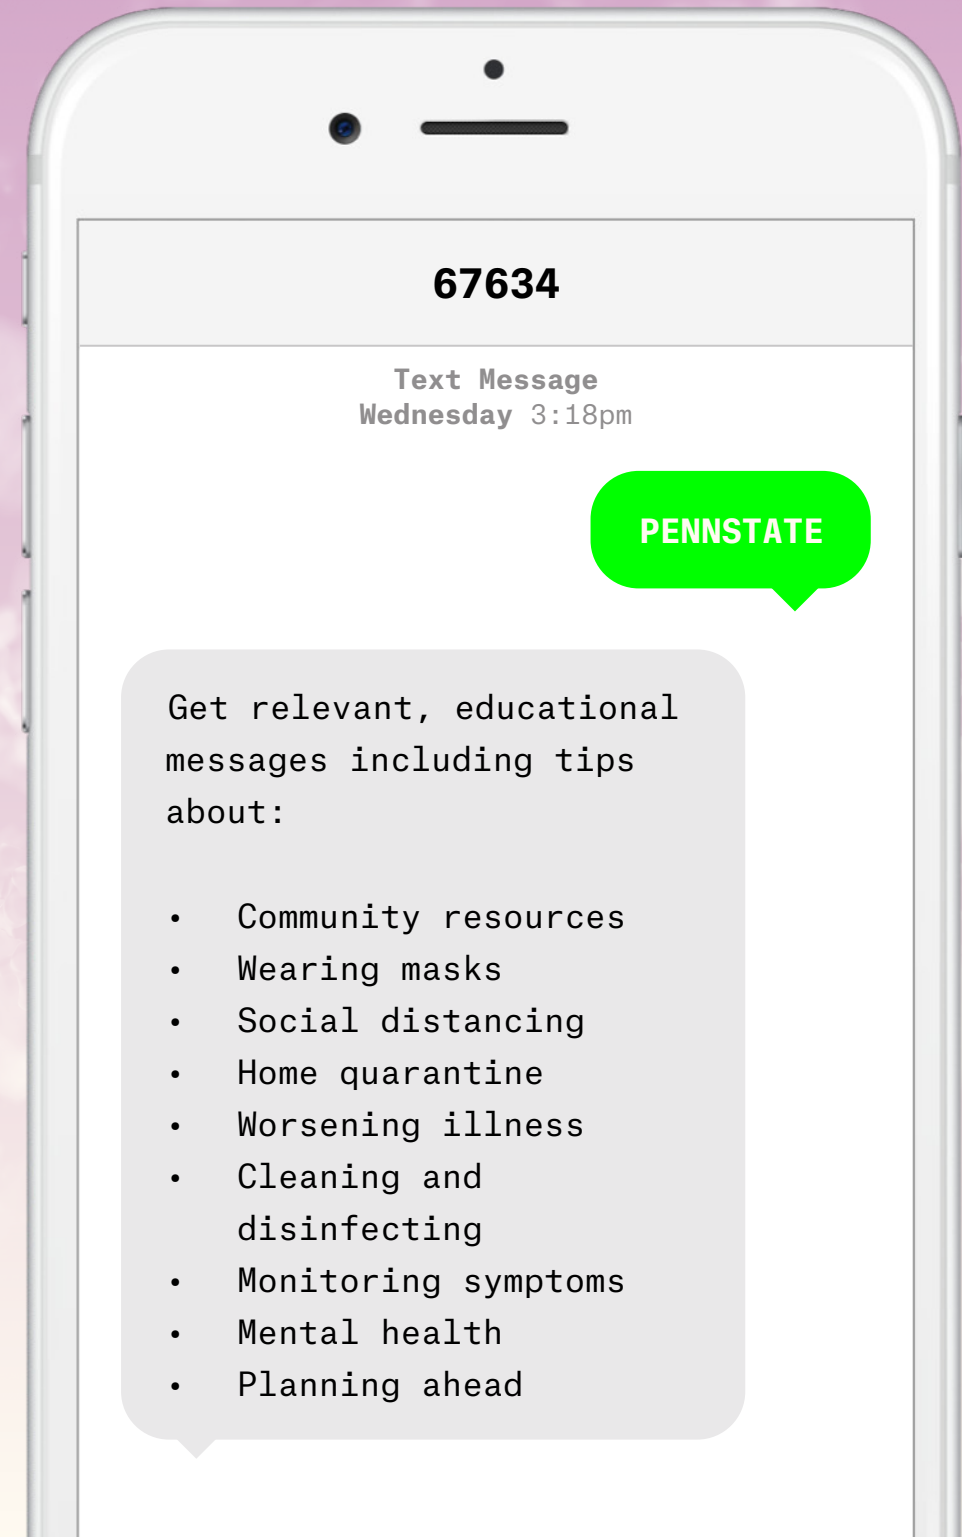 67634
Text Message
Wednesday 3:18pm
PENNSTATE
Get relevant, educational
messages including tips
about:
• Community resources
• Wearing masks
• Social distancing
• Home quarantine
• Worsening illness
• Cleaning and
disinfecting
• Monitoring symptoms
• Mental health
• Planning ahead